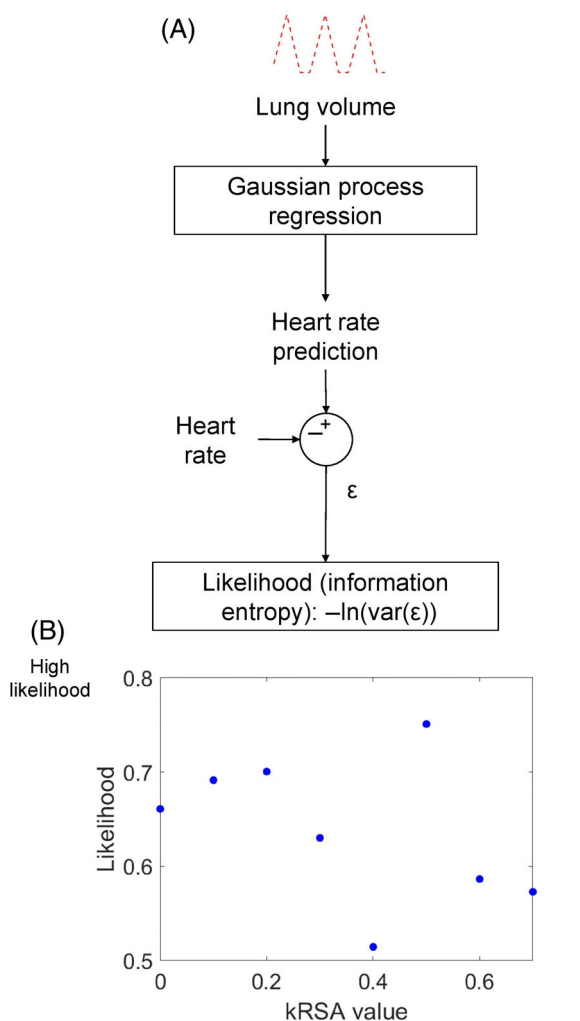 (A)
Lung volume
Gaussian process
regression
Heart rate
prediction
Heart
rate
–
+
ε
Likelihood (information
entropy): –ln(var(ε))
(B)
High
likelihood
0.8
0.7
0.6
0.5
Likelihood
0
0.2
0.4
0.6
kRSA value